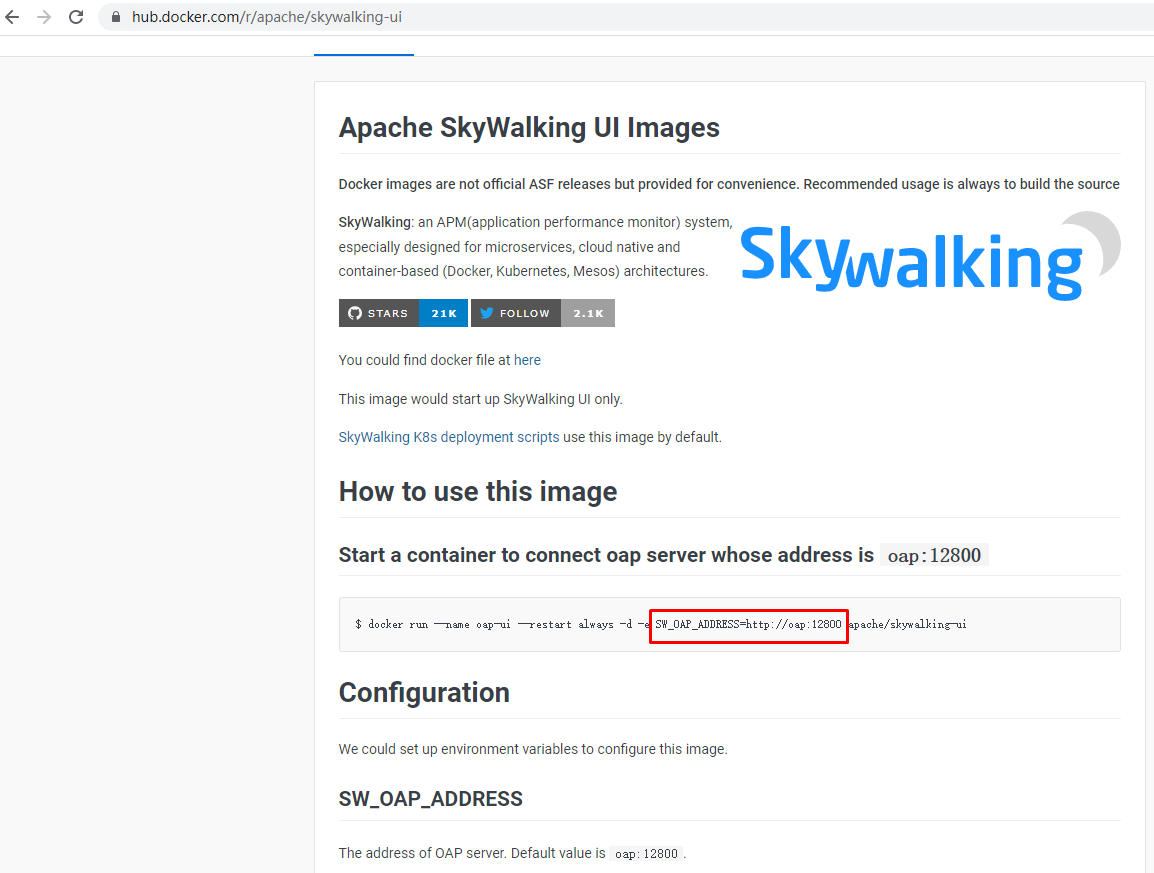 hub.docker.com/r/apache/skywalking-ui
Apache SkyWalking UI Images
Docker images are not official ASF releases but provided for convenience. Recommended usage is always to build the source
SkyWalking: an APM(application performance monitor) system,
especially designed for microservices, cloud native and
container-based (Docker, Kubernetes, Mesos) architectures.
Skywalking
STARS 21K FOLLOW 2.1K
You could find docker file at here
This image would start up SkyWalking UI only.
SkyWalking K8s deployment scripts use this image by default.
How to use this image
Start a container to connect oap server whose address is oap:12800
$ docker run --name oap-ui --restart always -d -e SW_OAP_ADDRESS=http://oap:12800 apache/skywalking-ui
Configuration
We could set up environment variables to configure this image.
SW_OAP_ADDRESS
The address of OAP server. Default value is oap:12800.